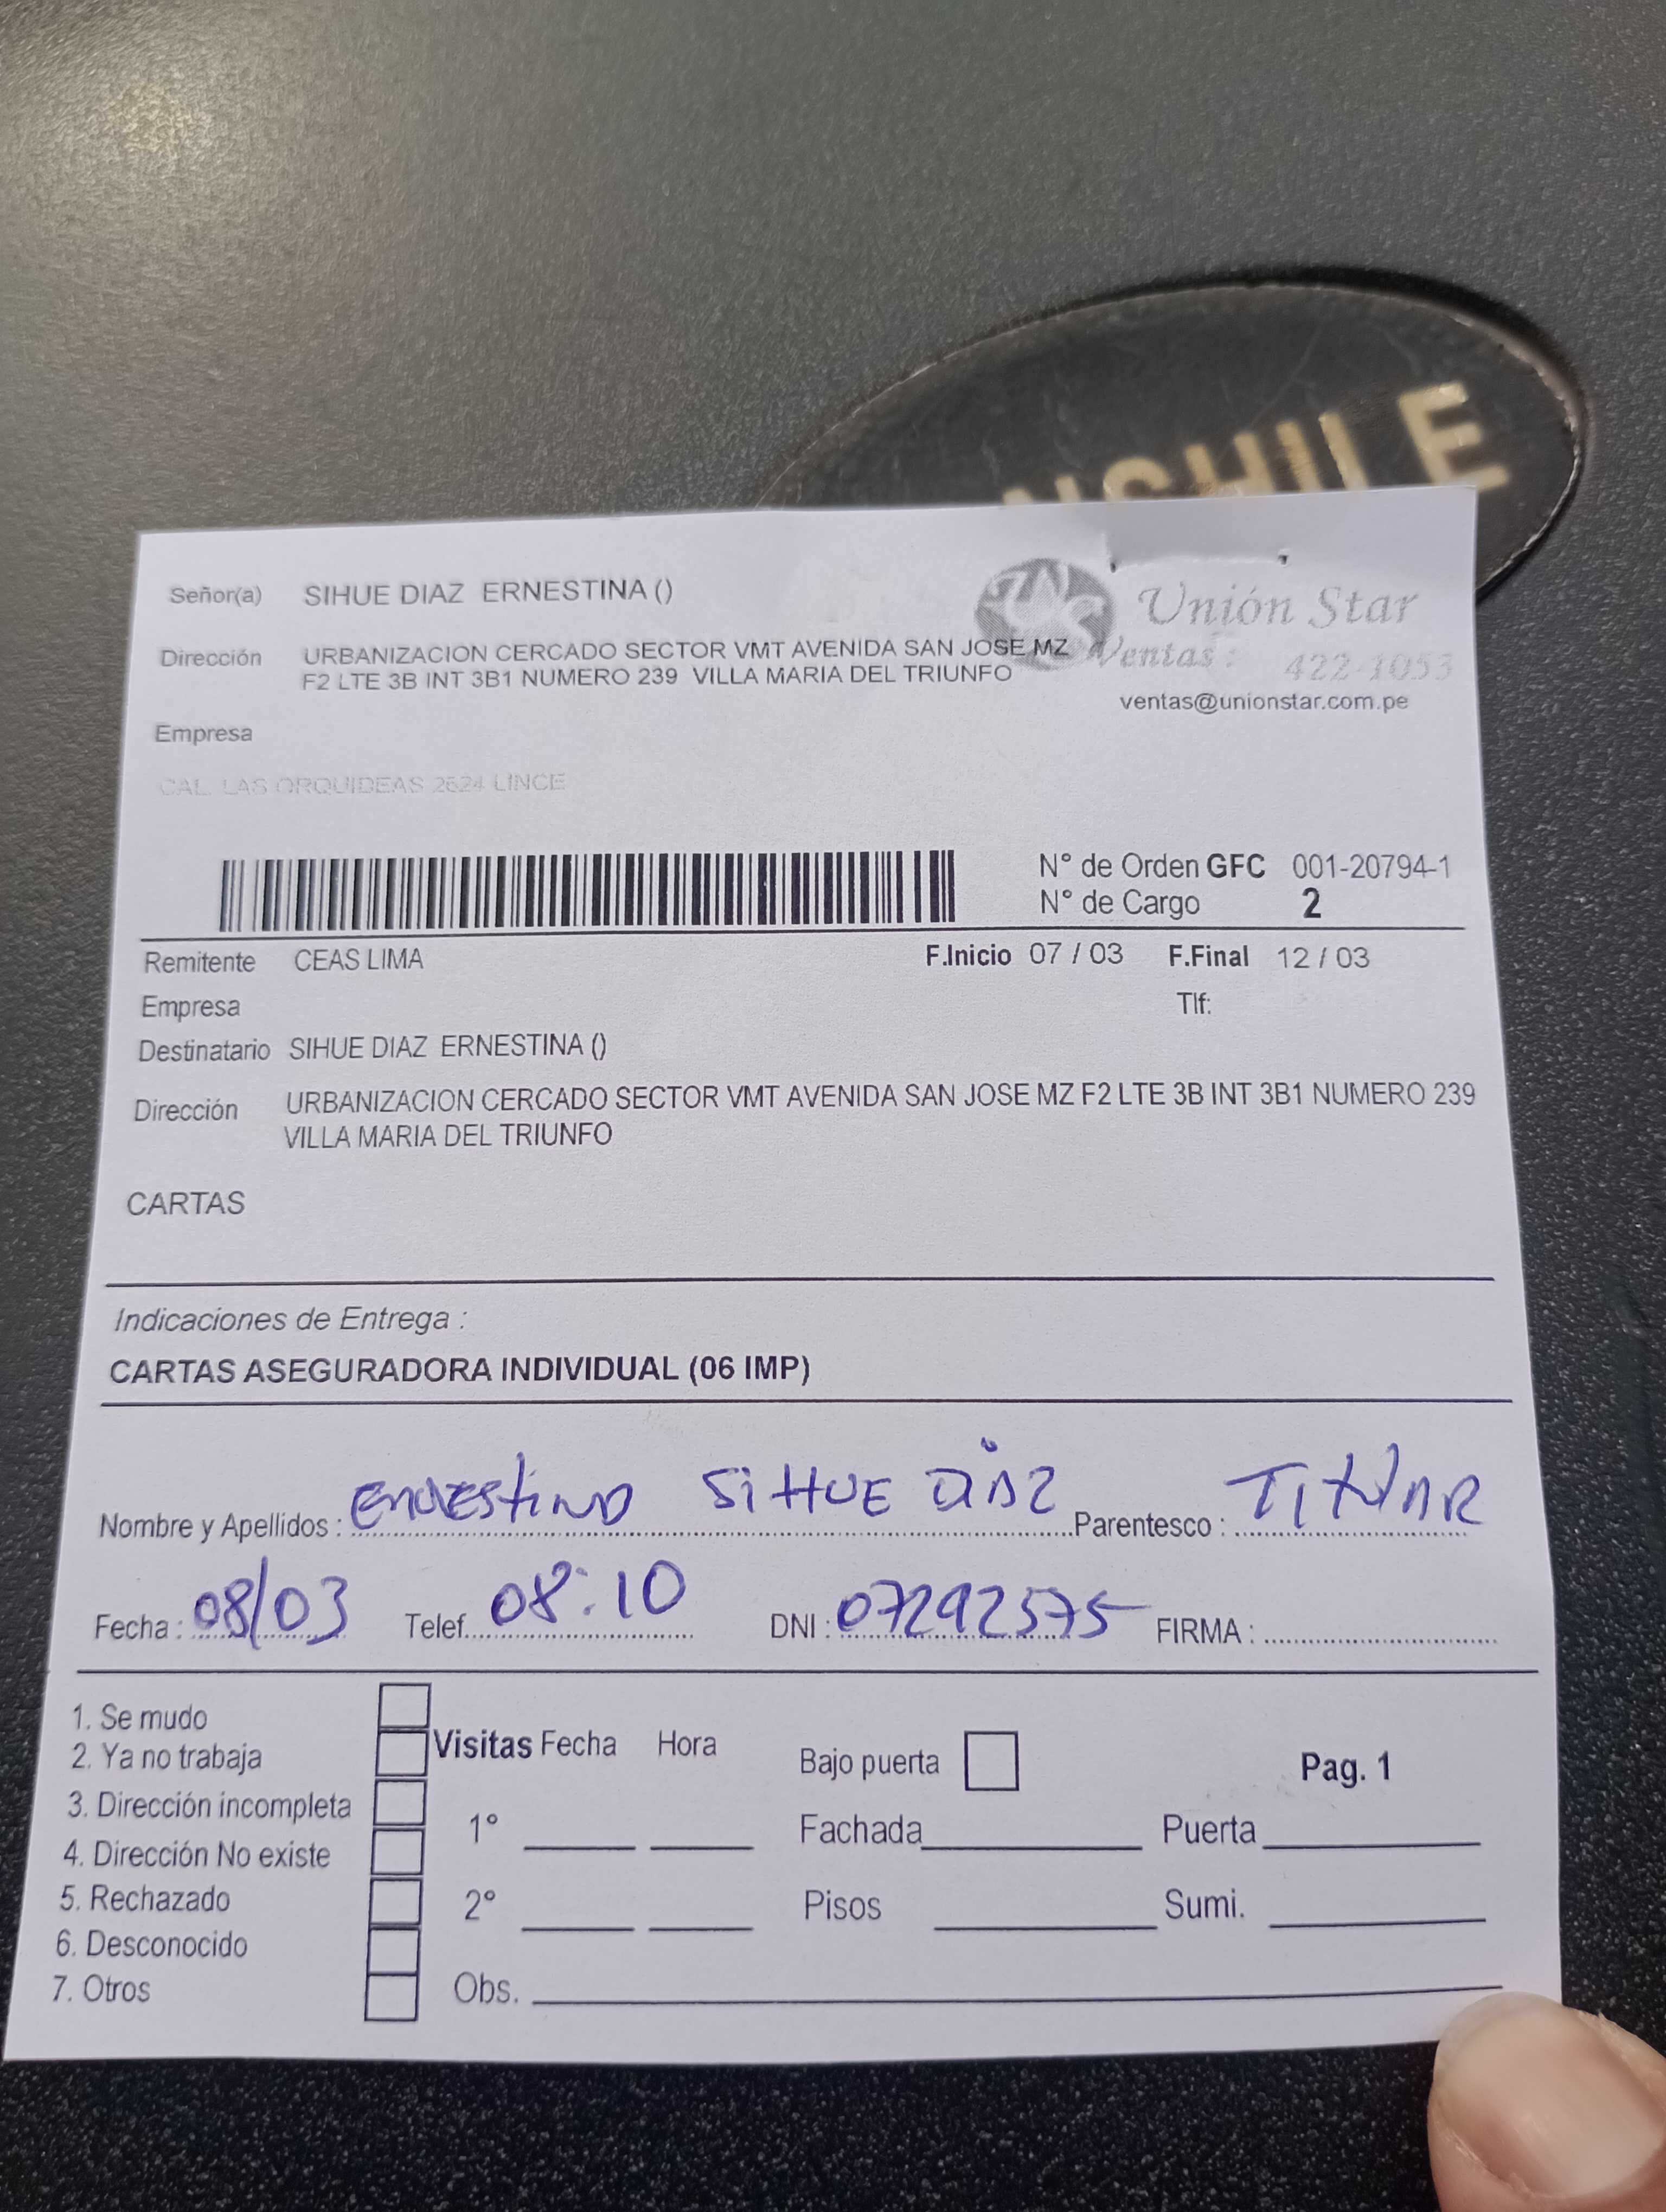 NSHILE
Señor(a) SIHUE DIAZ ERNESTINA ()
Unión Star
Dirección URBANIZACION CERCADO SECTOR VMT AVENIDA SAN JOSE MZ
F2 LTE 3B INT 3B1 NUMERO 239 VILLA MARIA DEL TRIUNFO
Ventas : 422-1053
ventas@unionstar.com.pe
Empresa
CAL. LAS ORQUIDEAS 2624 LINCE
N° de Orden GFC 001-20794-1
N° de Cargo 2
Remitente CEAS LIMA F.Inicio 07 / 03 F.Final 12 / 03
Empresa Tlf:
Destinatario SIHUE DIAZ ERNESTINA ()
Dirección URBANIZACION CERCADO SECTOR VMT AVENIDA SAN JOSE MZ F2 LTE 3B INT 3B1 NUMERO 239
VILLA MARIA DEL TRIUNFO
CARTAS
Indicaciones de Entrega :
CARTAS ASEGURADORA INDIVIDUAL (06 IMP)
Nombre y Apellidos : SiHUE DiAZ Parentesco : TitulAR
Fecha : 08/03 Telef. 08:10 DNI : 07292575 FIRMA :
1. Se mudo
2. Ya no trabaja
3. Dirección incompleta
4. Dirección No existe
5. Rechazado
6. Desconocido
7. Otros
Visitas Fecha Hora
1°
2°
Obs.
Bajo puerta Pag. 1
Fachada Puerta
Pisos Sumi.